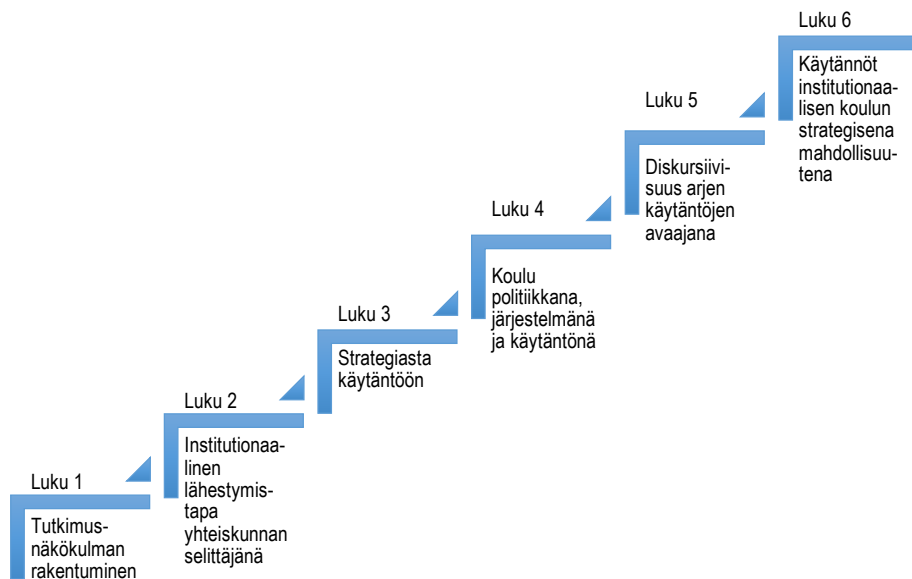 Luku 1
Tutkimus-
näkökulman
rakentuminen
Luku 2
Institutionaa-
linen
lähestymis-
tapa
yhteiskunnan
selittäjänä
Luku 3
Strategiasta
käytäntöön
Luku 4
Koulu
politiikkana,
järjestelmänä
ja käytäntönä
Luku 5
Diskursiivi-
suus arjen
käytäntöjen
avaajana
Luku 6
Käytännöt
institutionaa-
lisen koulun
strategisena
mahdollisuu-
tena